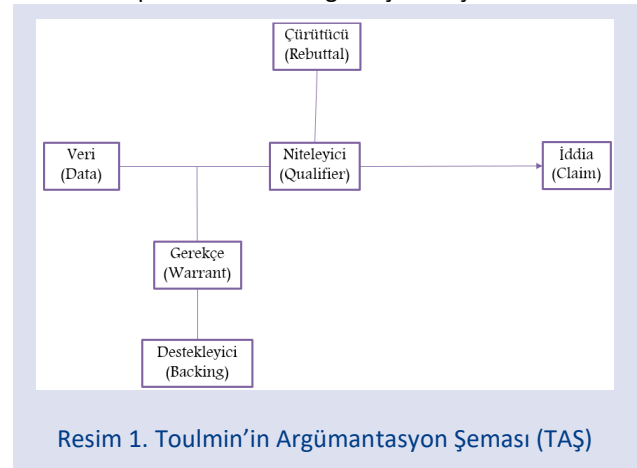 Çürütücü
(Rebuttal)
Veri
(Data)
Niteleyici
(Qualifier)
İddia
(Claim)
Gerekçe
(Warrant)
Destekleyici
(Backing)
Resim 1. Toulmin’in Argümantasyon Şeması (TAŞ)